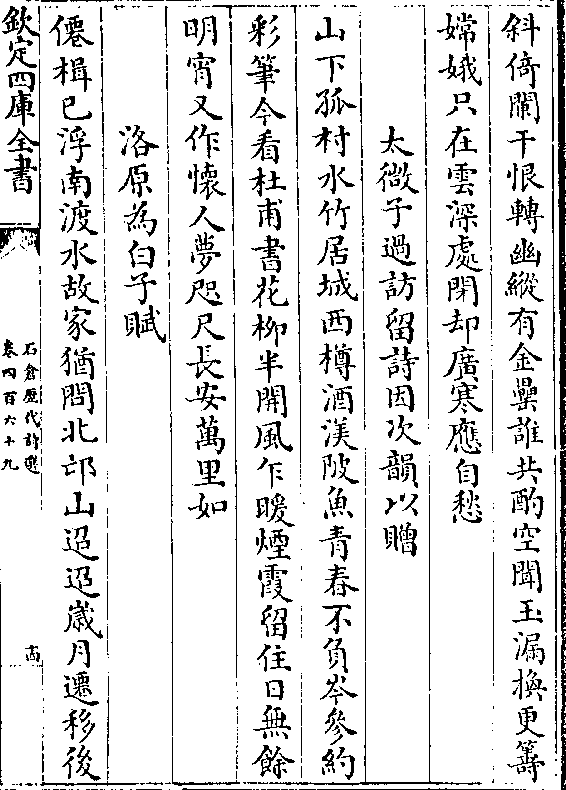 斜倚闌干恨轉幽縱有金罍誰共酌空聞玉漏換更籌
嫦娥只在雲深處閉却廣寒應自愁
太微子過訪留詩因次韻以贈
山下孤村水竹居城西樽酒渼陂魚青春不負岑參約
彩筆今看杜甫書花柳半開風乍暖煙霞留住日無餘
明宵又作懷人夢咫尺長安萬里如
洛原為白子賦
僊楫已浮南渡水故家猶問北邙山迢迢歲月遷移後
欽定四庫全書
石倉歷代詩選
卷四百六十九